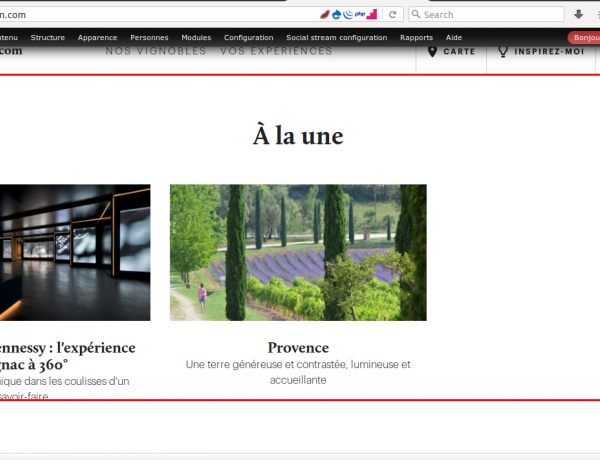 n.com
php
Search
ntenu Structure Apparence Personnes Modules Configuration Social stream configuration Rapports Aide Bonjou
com NOS VIGNOBLES VOS EXPÉRIENCES CARTE INSPIREZ-MOI
À la une
ennessy : l'expérience
gnac à 360°
ique dans les coulisses d'un
savoir-faire
Provence
Une terre généreuse et contrastée, lumineuse et
accueillante